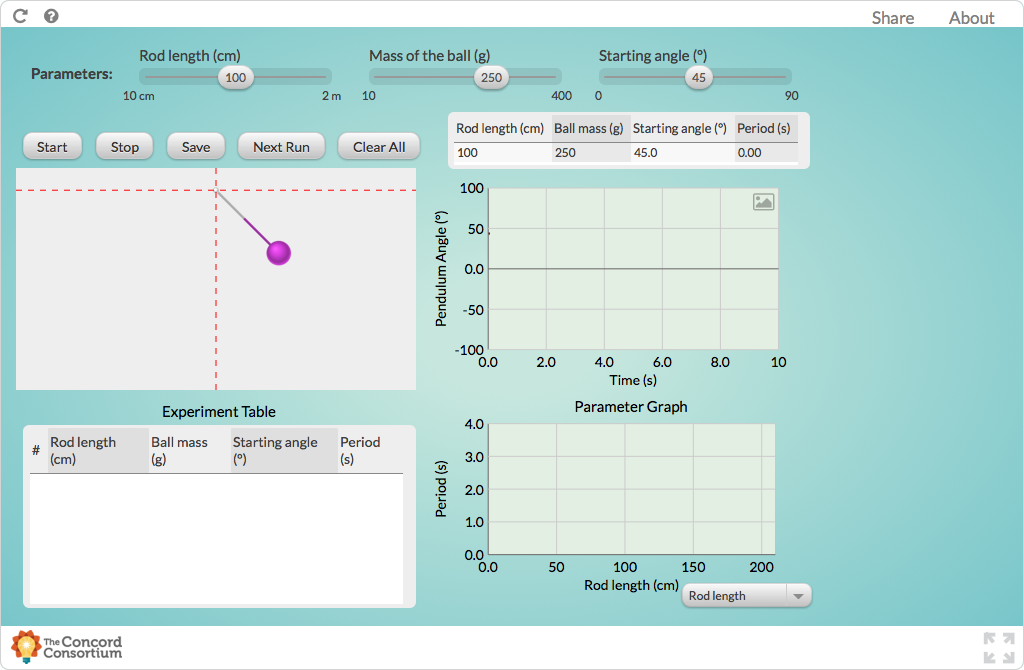 Share About
Parameters:
Rod length (cm)
100
10 cm 2 m
Mass of the ball (g)
250
10 400
Starting angle (°)
45
0 90
Start Stop Save Next Run Clear All
Rod length (cm) Ball mass (g) Starting angle (°) Period (s)
100 250 45.0 0.00
Pendulum Angle (°)
100
50
0.0
-50
-100
0.0 2.0 4.0 6.0 8.0 10
Time (s)
Experiment Table
# Rod length (cm) Ball mass (g) Starting angle (°) Period (s)
Parameter Graph
Period (s)
4.0
3.0
2.0
1.0
0.0
0.0 50 100 150 200
Rod length (cm)
Rod length
The Concord
Consortium